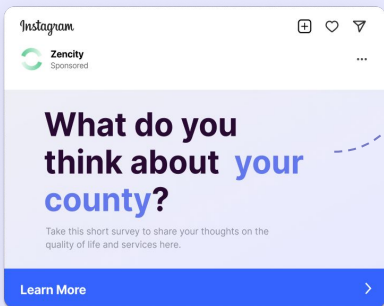 Instagram
Zencity
Sponsored
What do you
think about your
county?
Take this short survey to share your thoughts on the
quality of life and services here.
Learn More